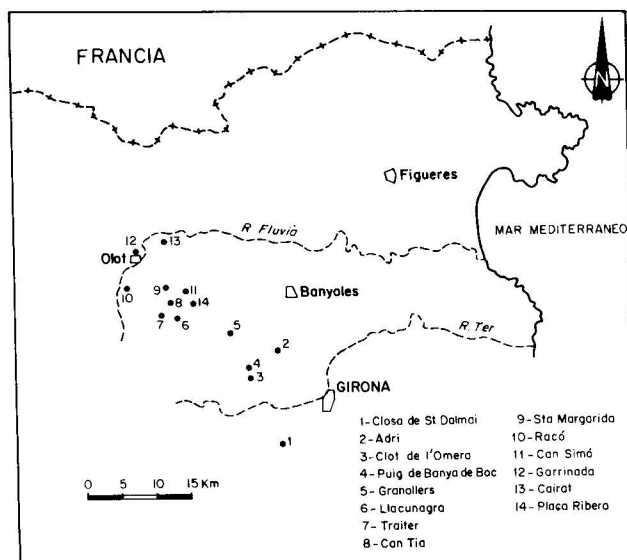 FRANCIA
N
Figueres
R. Fluvià
MAR MEDITERRANEO
12
13
Olot
10
9
11
8
14
7
6
Banyoles
5
2
R. Ter
4
3
GIRONA
1
0 5 10 15 Km
1-Closa de St Dalmai
2-Adri
3-Clot de l'Omera
4-Puig de Banya de Boc
5-Granollers
6-Llacunagra
7-Traiter
8-Can Tia
9-Sta Margarida
10-Racó
11-Can Simó
12-Garrinada
13-Cairat
14-Plaça Ribera